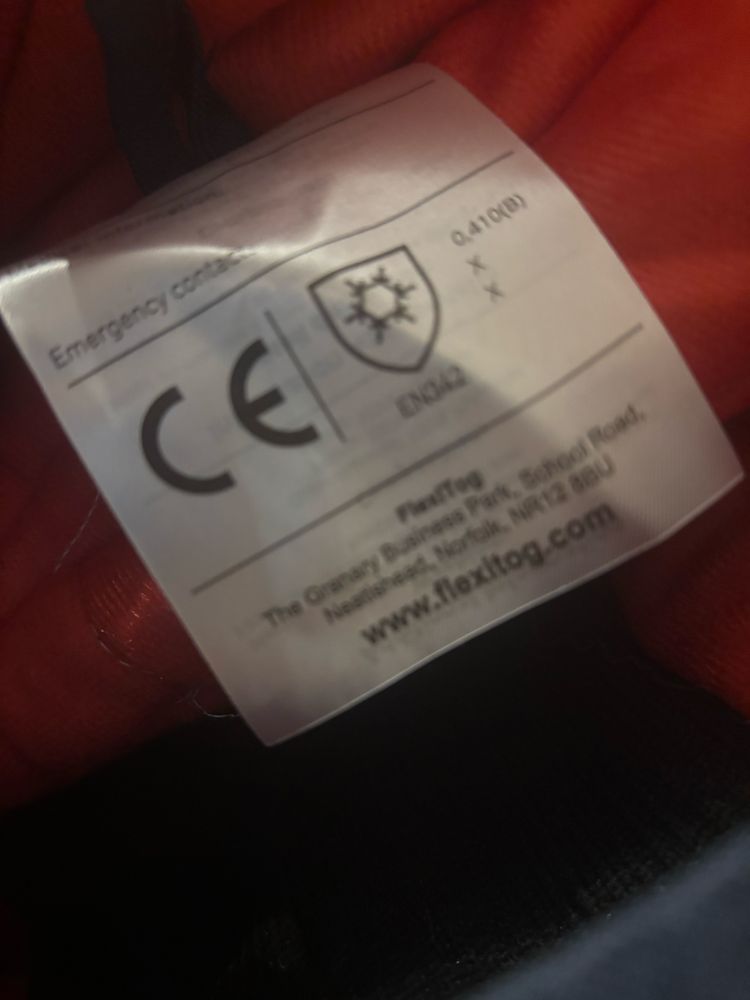 Emergency contact
CE
0,410(B)
X
X
EN342
FlexiTog
The Granary Business Park, School Road,
Neatishead, Norfolk, NR12 8BU
www.flexitog.com